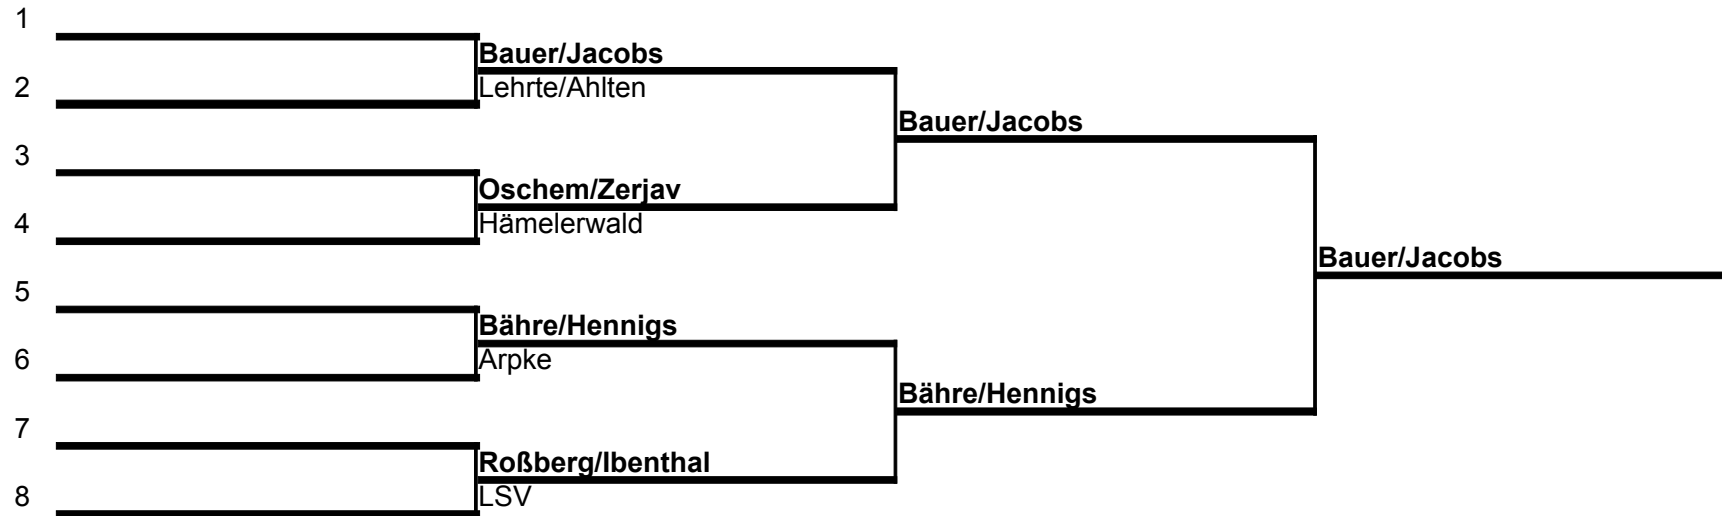 1
Bauer/Jacobs
2
Lehrte/Ahlten
Bauer/Jacobs
3
Oschem/Zerjav
4
Hämelerwald
Bauer/Jacobs
5
Bähre/Hennigs
6
Arpke
Bähre/Hennigs
7
Roßberg/Ibenthal
8
LSV